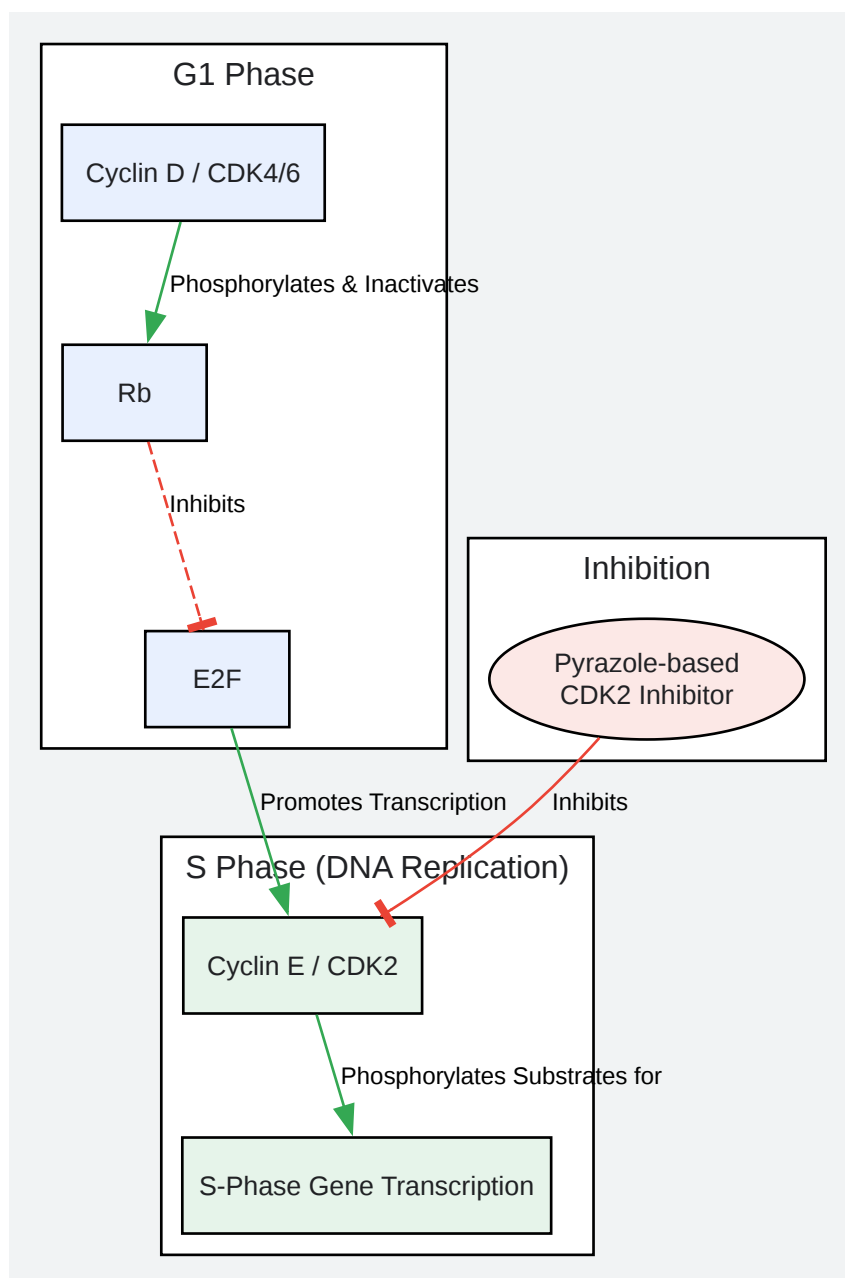 G1 Phase
Cyclin D / CDK4/6
Phosphorylates & Inactivates
Rb
Inhibits
E2F
Inhibition
Pyrazole-based
CDK2 Inhibitor
Promotes Transcription
Inhibits
S Phase (DNA Replication)
Cyclin E / CDK2
Phosphorylates Substrates for
S-Phase Gene Transcription